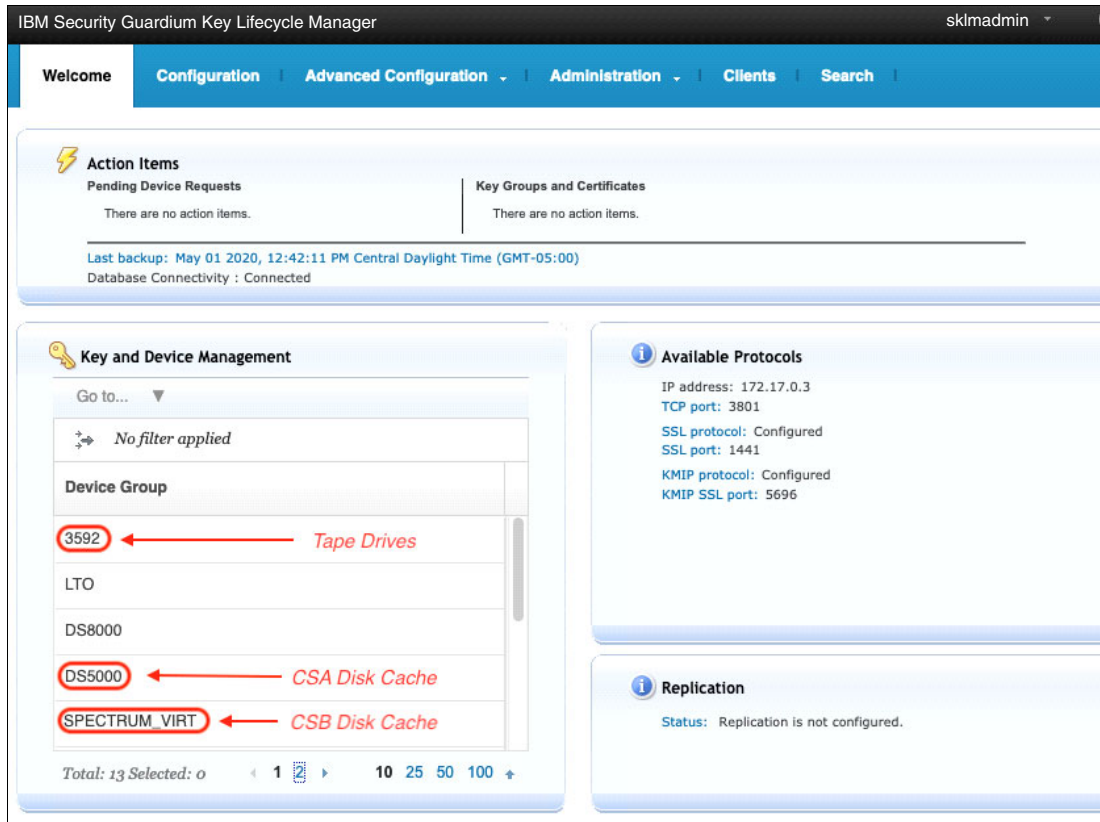 IBM Security Guardium Key Lifecycle Manager sklmadmin
Welcome Configuration Advanced Configuration Administration Clients Search
Action Items
Pending Device Requests
There are no action items.
Key Groups and Certificates
There are no action items.
Last backup: May 01 2020, 12:42:11 PM Central Daylight Time (GMT-05:00)
Database Connectivity : Connected
Key and Device Management
Go to...
No filter applied
Device Group
3592 Tape Drives
LTO
DS8000
DS5000 CSA Disk Cache
SPECTRUM_VIRT CSB Disk Cache
Total: 13 Selected: 0 1 2 10 25 50 100
Available Protocols
IP address: 172.17.0.3
TCP port: 3801
SSL protocol: Configured
SSL port: 1441
KMIP protocol: Configured
KMIP SSL port: 5696
Replication
Status: Replication is not configured.